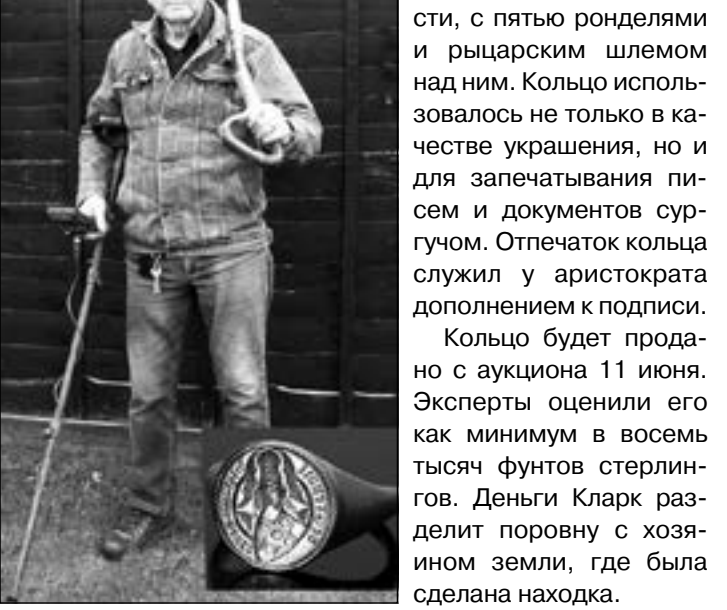 сти, с пятью ронделями
и рыцарским шлемом
над ним. Кольцо исполь-
зовалось не только в ка-
честве украшения, но и
для запечатывания пи-
сем и документов сур-
гучом. Отпечаток кольца
служил у аристократа
дополнением к подписи.
Кольцо будет прода-
но с аукциона 11 июня.
Эксперты оценили его
как минимум в восемь
тысяч фунтов стерлин-
гов. Деньги Кларк раз-
делит поровну с хозя-
ином земли, где была
сделана находка.